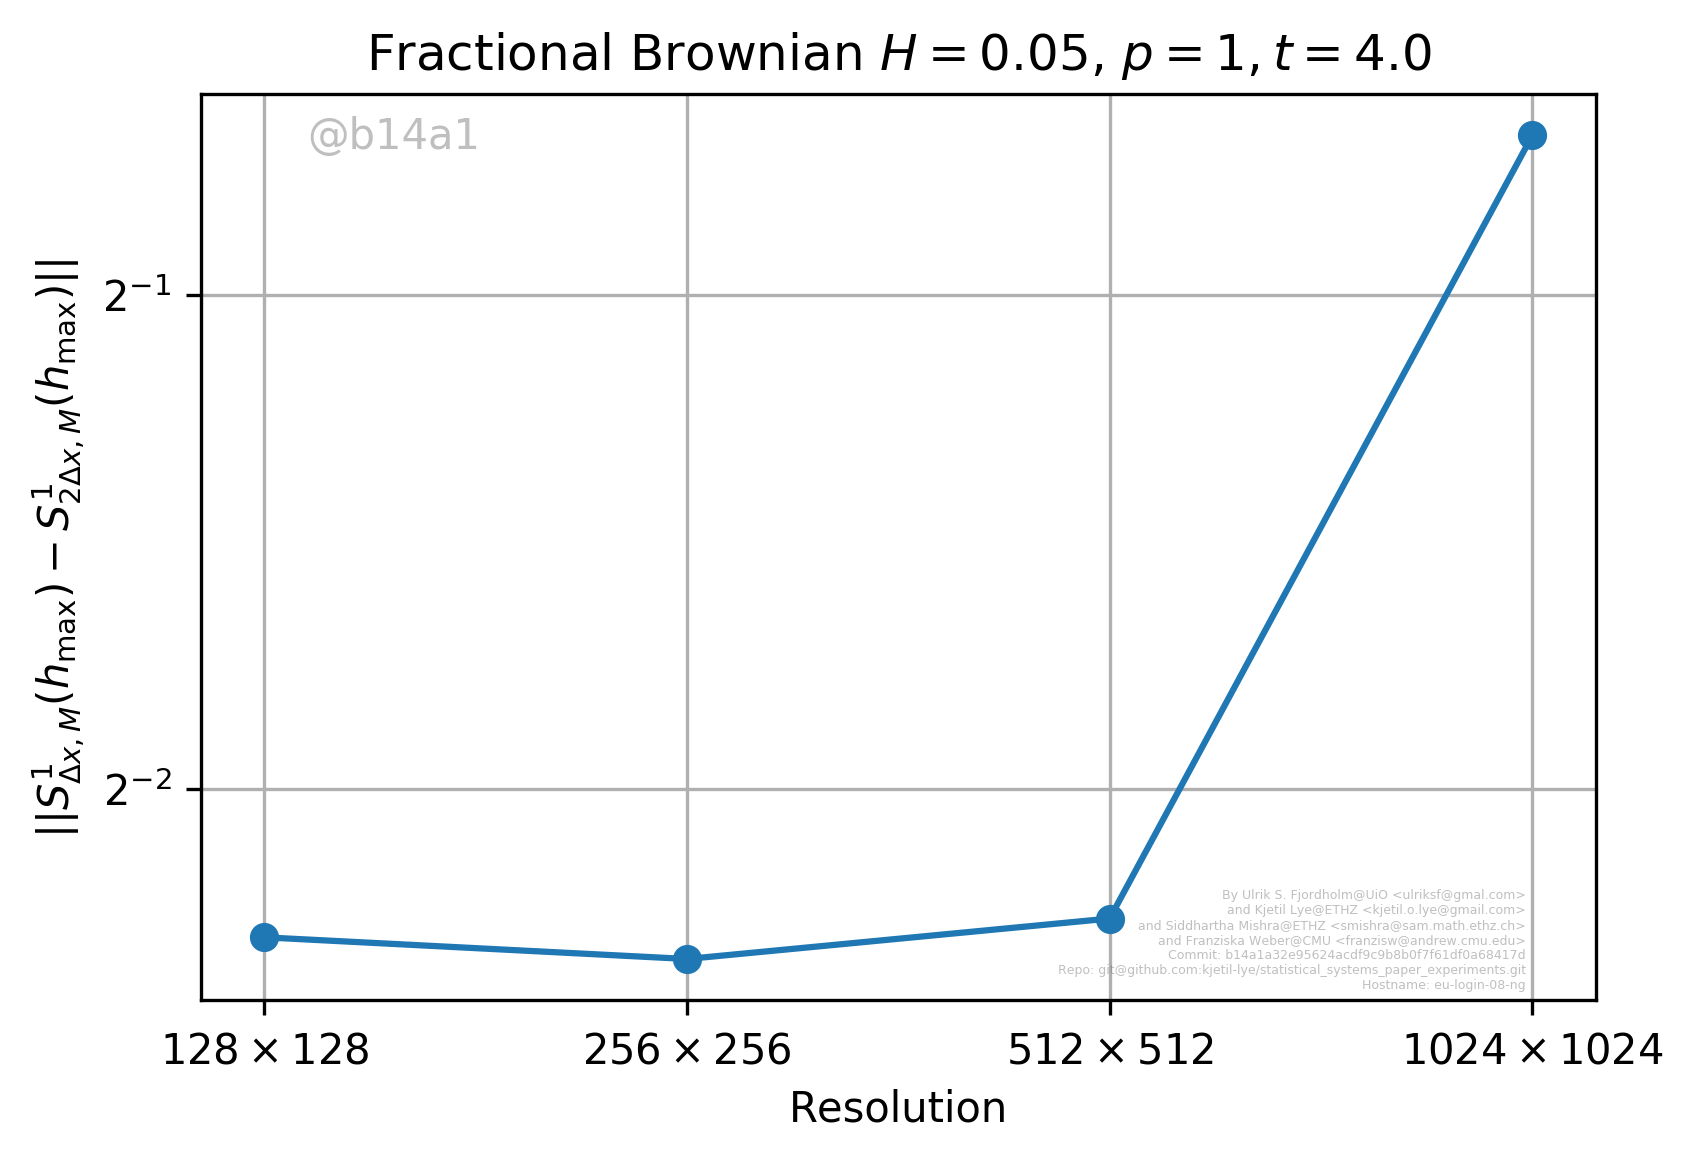 Fractional Brownian H = 0.05, p = 1, t = 4.0
@b14a1
2⁻¹
2⁻²
||S¹_{Δx, M}(h_max) − S¹_{2Δx, M}(h_max)||
By Ulrik S. Fjordholm@UiO <ulriksf@gmal.com>
and Kjetil Lye@ETHZ <kjetil.o.lye@gmail.com>
and Siddhartha Mishra@ETHZ <smishra@sam.math.ethz.ch>
and Franziska Weber@CMU <franzisw@andrew.cmu.edu>
Commit: b14a1a32e95624acdf9c9b8b0f7f61df0a68417d
Repo: git@github.com:kjetil-lye/statistical_systems_paper_experiments.git
Hostname: eu-login-08-ng
128 × 128 256 × 256 512 × 512 1024 × 1024
Resolution